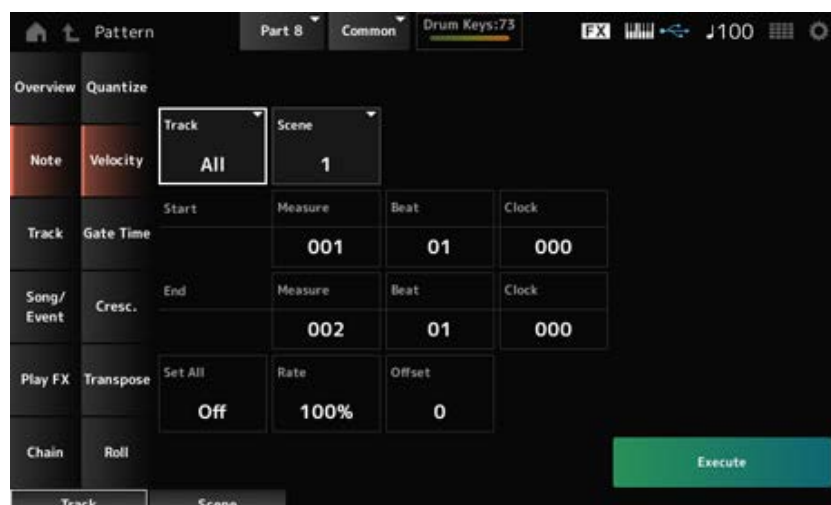 Pattern
Part 8
Common
Drum Keys:73
FX
♩100
Overview
Quantize
Note
Velocity
Track
Gate Time
Song/
Event
Cresc.
Play FX
Transpose
Chain
Roll
Track
All
Scene
1
Start
Measure
001
Beat
01
Clock
000
End
Measure
002
Beat
01
Clock
000
Set All
Off
Rate
100%
Offset
0
Execute
Track
Scene